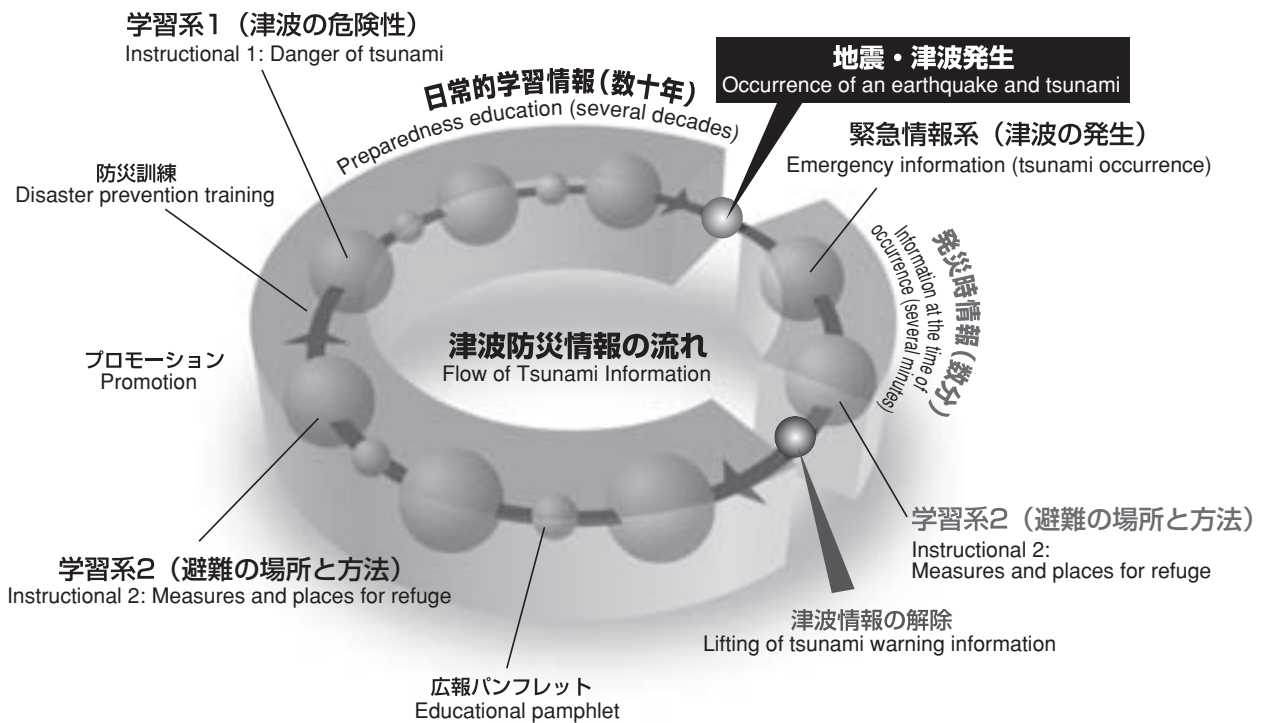 学習系1（津波の危険性）
Instructional 1: Danger of tsunami
地震・津波発生
Occurrence of an earthquake and tsunami
日常的学習情報（数十年）
Preparedness education (several decades)
緊急情報系（津波の発生）
Emergency information (tsunami occurrence)
防災訓練
Disaster prevention training
発災時情報（数分）
Information at the time of
occurrence (several minutes)
津波防災情報の流れ
Flow of Tsunami Information
プロモーション
Promotion
学習系2（避難の場所と方法）
Instructional 2:
Measures and places for refuge
学習系2（避難の場所と方法）
Instructional 2: Measures and places for refuge
津波情報の解除
Lifting of tsunami warning information
広報パンフレット
Educational pamphlet